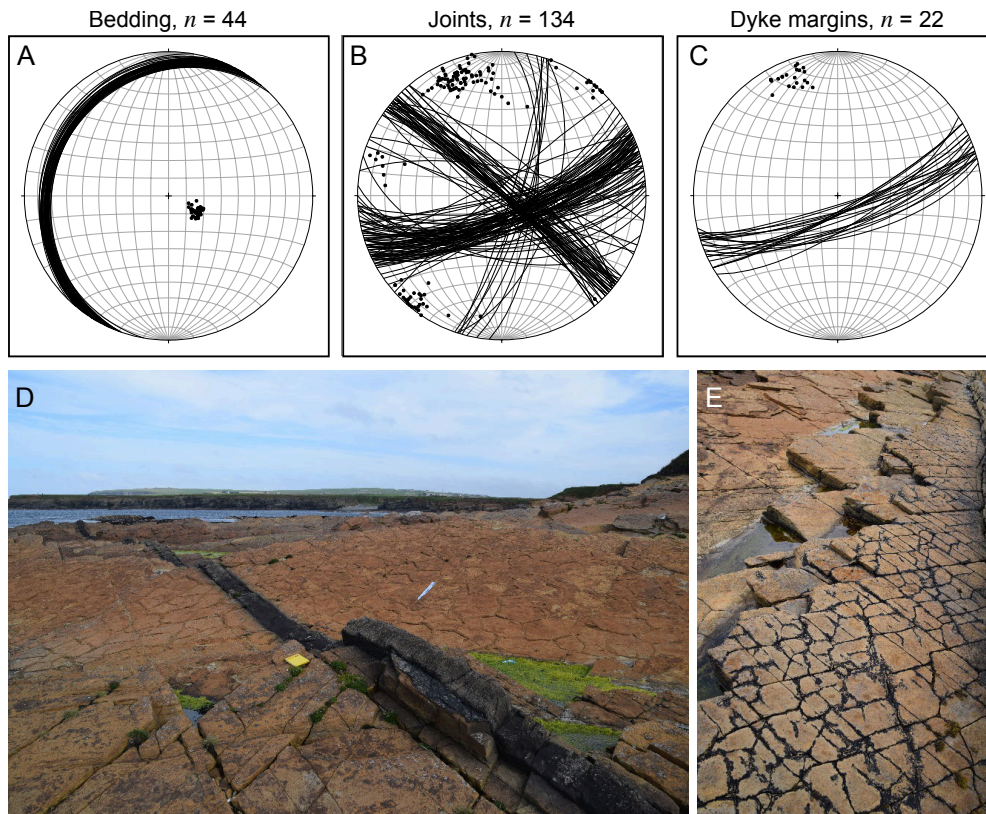 Bedding, n = 44
Joints, n = 134
Dyke margins, n = 22
A
B
C
D
E